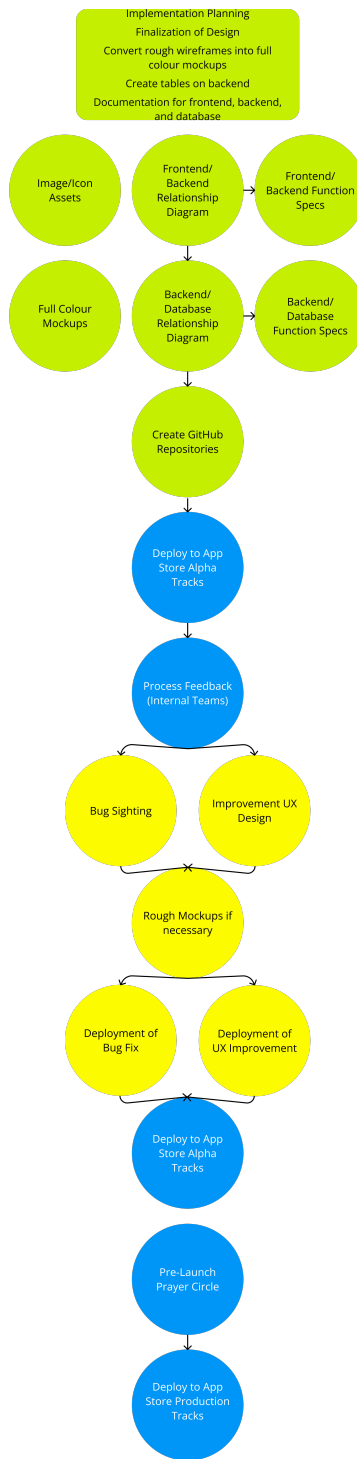 Implementation Planning
Finalization of Design
Convert rough wireframes into full
colour mockups
Create tables on backend
Documentation for frontend, backend,
and database
Image/Icon
Assets
Frontend/
Backend
Relationship
Diagram
Frontend/
Backend Function
Specs
Full Colour
Mockups
Backend/
Database
Relationship
Diagram
Backend/
Database
Function Specs
Create GitHub
Repositories
Deploy to App
Store Alpha
Tracks
Process Feedback
(Internal Teams)
Bug Sighting
Improvement UX
Design
Rough Mockups if
necessary
Deployment of
Bug Fix
Deployment of
UX Improvement
Deploy to App
Store Alpha
Tracks
Pre-Launch
Prayer Circle
Deploy to App
Store Production
Tracks